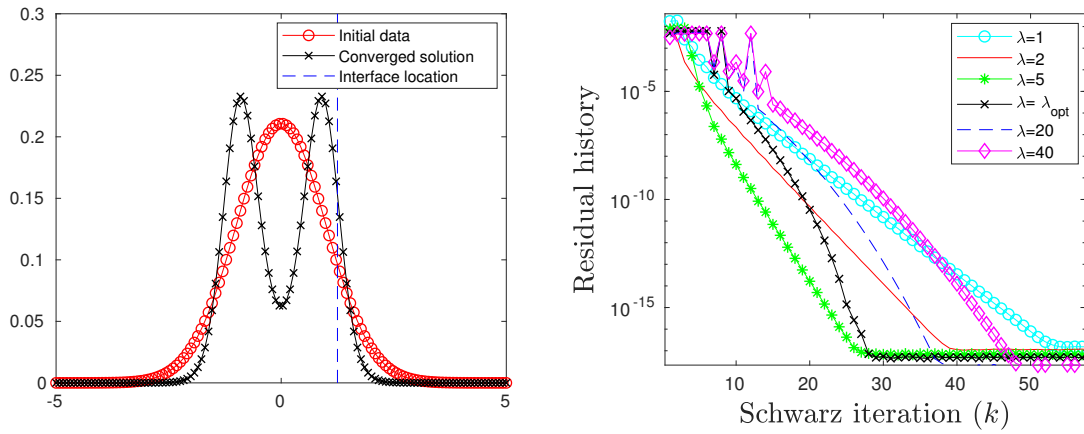 0.3
0.25
0.2
0.15
0.1
0.05
0
-5
0
5
Initial data
Converged solution
Interface location
Residual history
10^-5
10^-10
10^-15
10
20
30
40
50
Schwarz iteration (k)
λ=1
λ=2
λ=5
λ= λ_opt
λ=20
λ=40